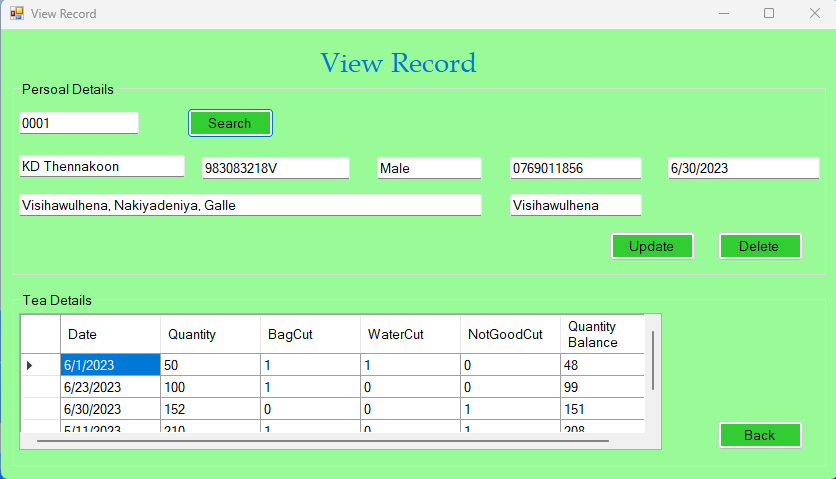 View Record
View Record
Persoal Details
0001 Search
KD Thennakoon 983083218V Male 0769011856 6/30/2023
Visihawulhena, Nakiyadeniya, Galle Visihawulhena
Update Delete
Tea Details
Date Quantity BagCut WaterCut NotGoodCut Quantity Balance
6/1/2023 50 1 1 0 48
6/23/2023 100 1 0 0 99
6/30/2023 152 0 0 1 151
5/11/2023 210 1 0 1 208
Back